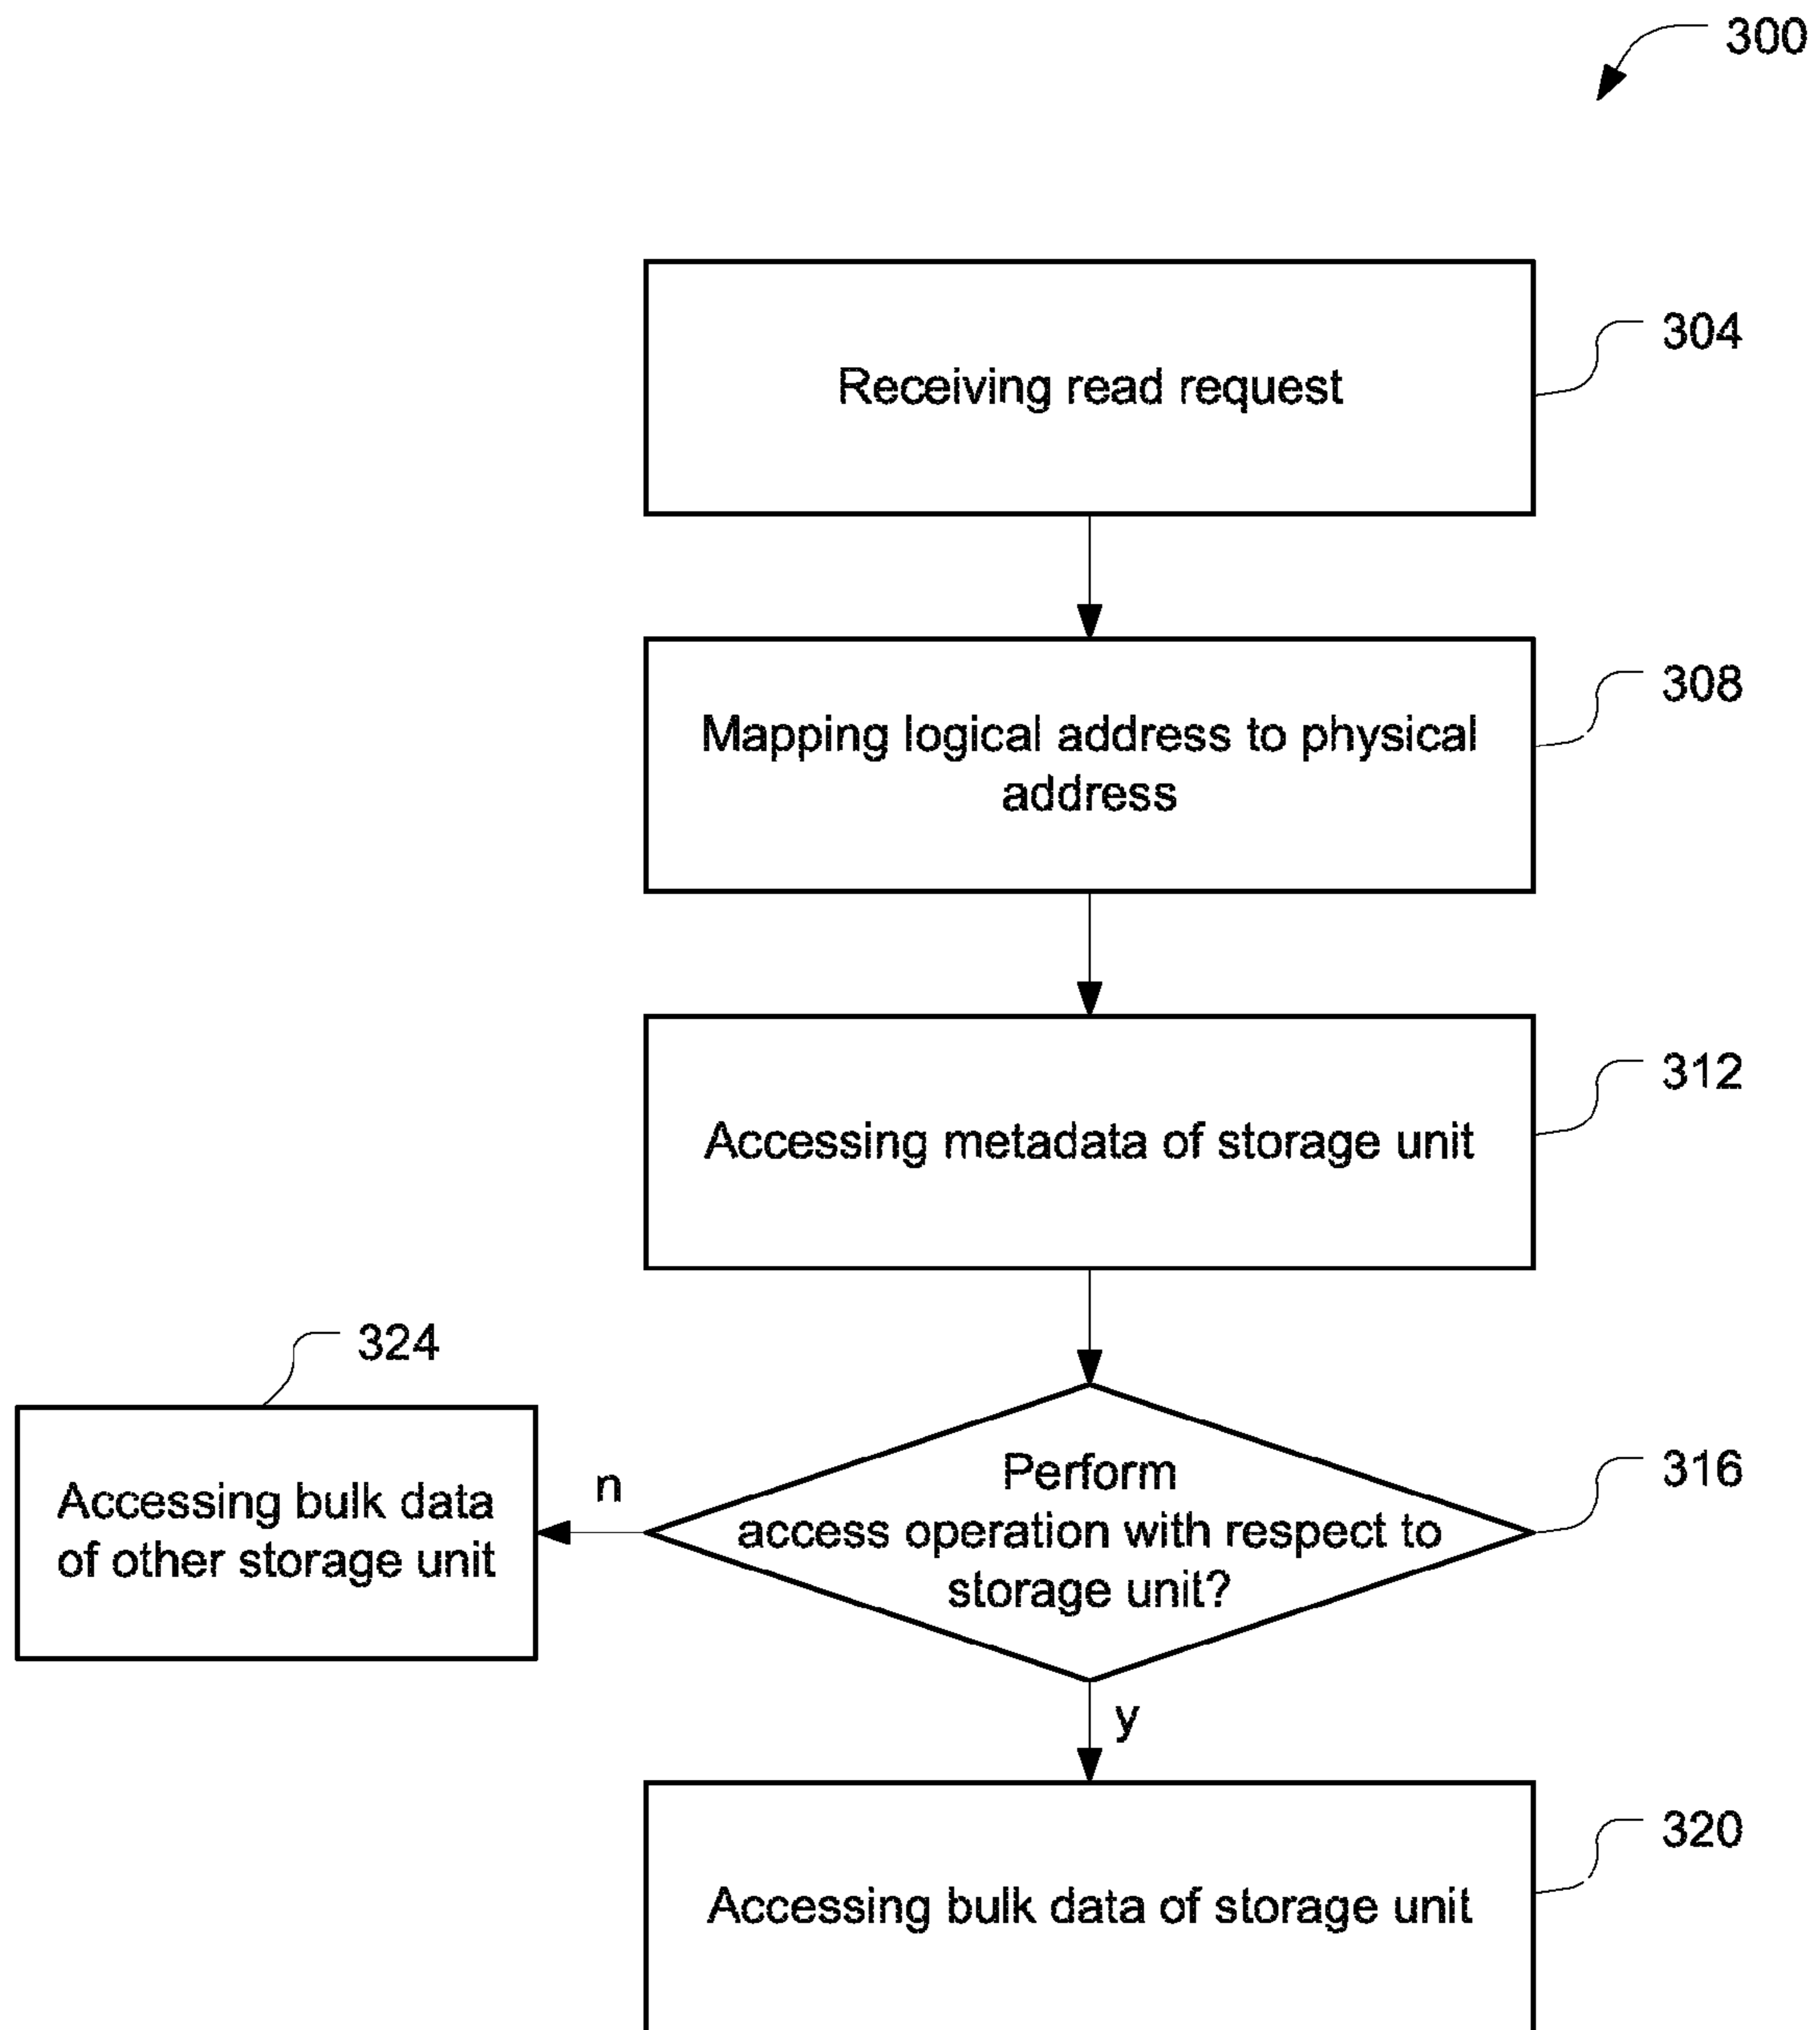 300
Receiving read request
304
Mapping logical address to physical
address
308
Accessing metadata of storage unit
312
324
Accessing bulk data
of other storage unit
n
Perform
access operation with respect to
storage unit?
316
y
320
Accessing bulk data of storage unit